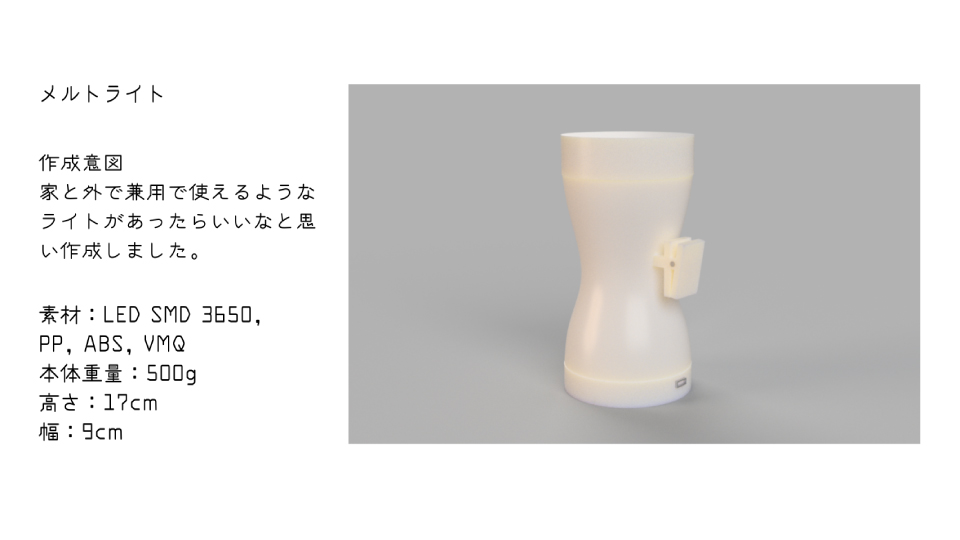 メルトライト
作成意図
家と外で兼用で使えるような
ライトがあったらいいなと思
い作成しました。
素材：LED SMD 3650,
PP, ABS, VMQ
本体重量：500g
高さ：17cm
幅：9cm